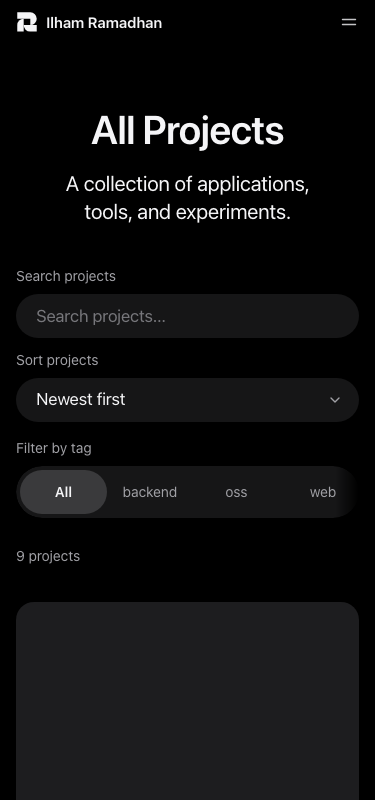 Ilham Ramadhan
All Projects
A collection of applications,
tools, and experiments.
Search projects
Search projects...
Sort projects
Newest first
Filter by tag
All backend oss web
9 projects